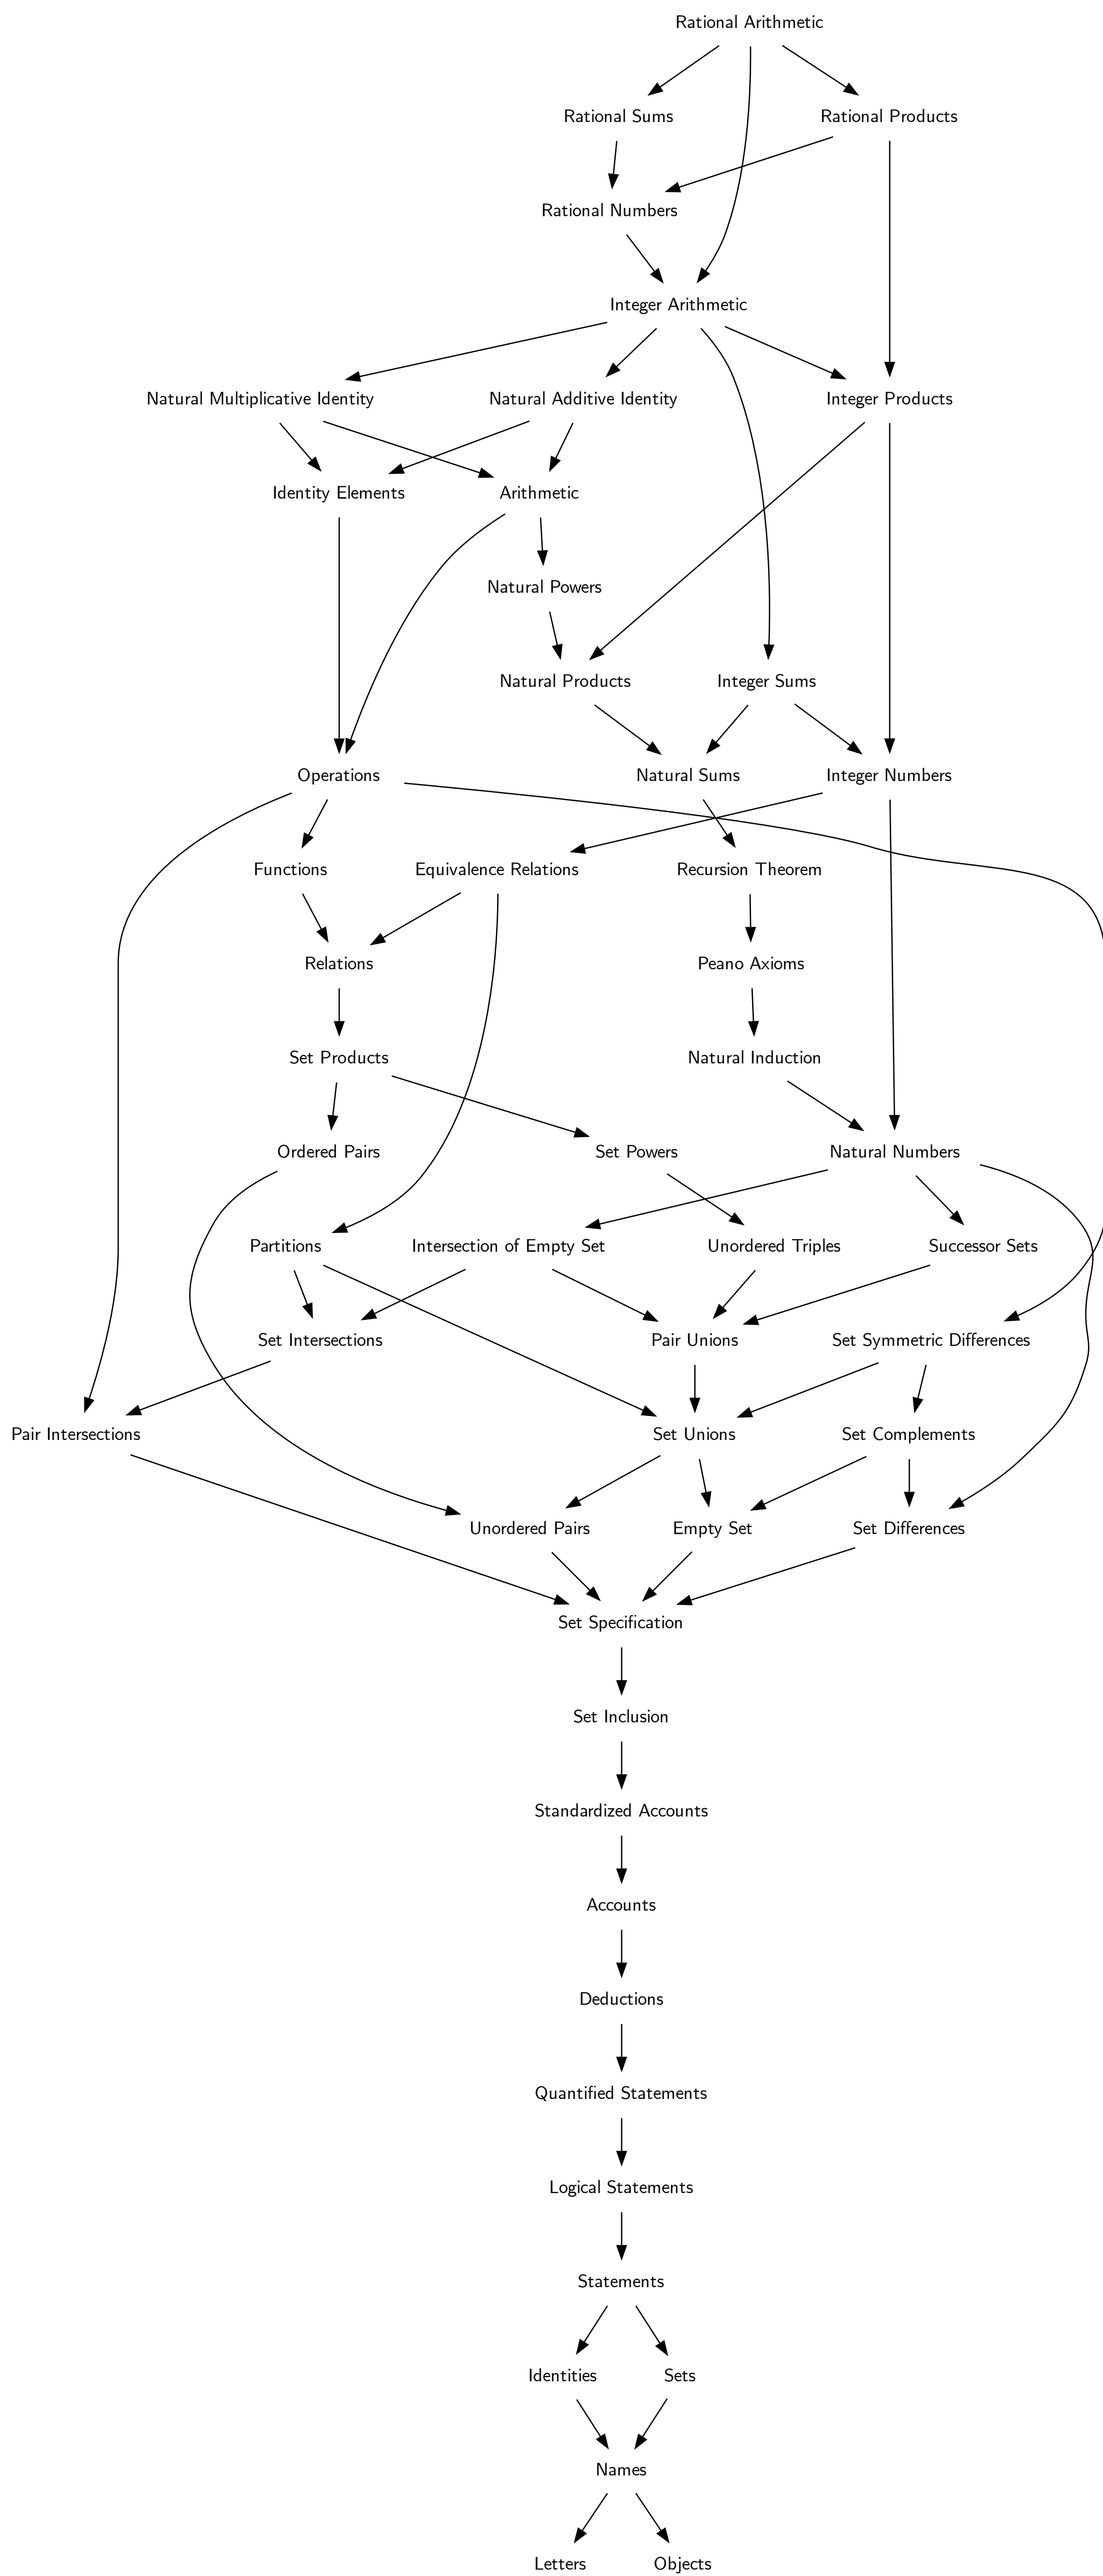 Rational Arithmetic
Rational Sums
Rational Products
Rational Numbers
Integer Arithmetic
Natural Multiplicative Identity
Natural Additive Identity
Integer Products
Identity Elements
Arithmetic
Natural Powers
Natural Products
Integer Sums
Operations
Natural Sums
Integer Numbers
Functions
Equivalence Relations
Recursion Theorem
Relations
Peano Axioms
Set Products
Natural Induction
Ordered Pairs
Set Powers
Natural Numbers
Partitions
Intersection of Empty Set
Unordered Triples
Successor Sets
Set Intersections
Pair Unions
Set Symmetric Differences
Pair Intersections
Set Unions
Set Complements
Unordered Pairs
Empty Set
Set Differences
Set Specification
Set Inclusion
Standardized Accounts
Accounts
Deductions
Quantified Statements
Logical Statements
Statements
Identities
Sets
Names
Letters
Objects